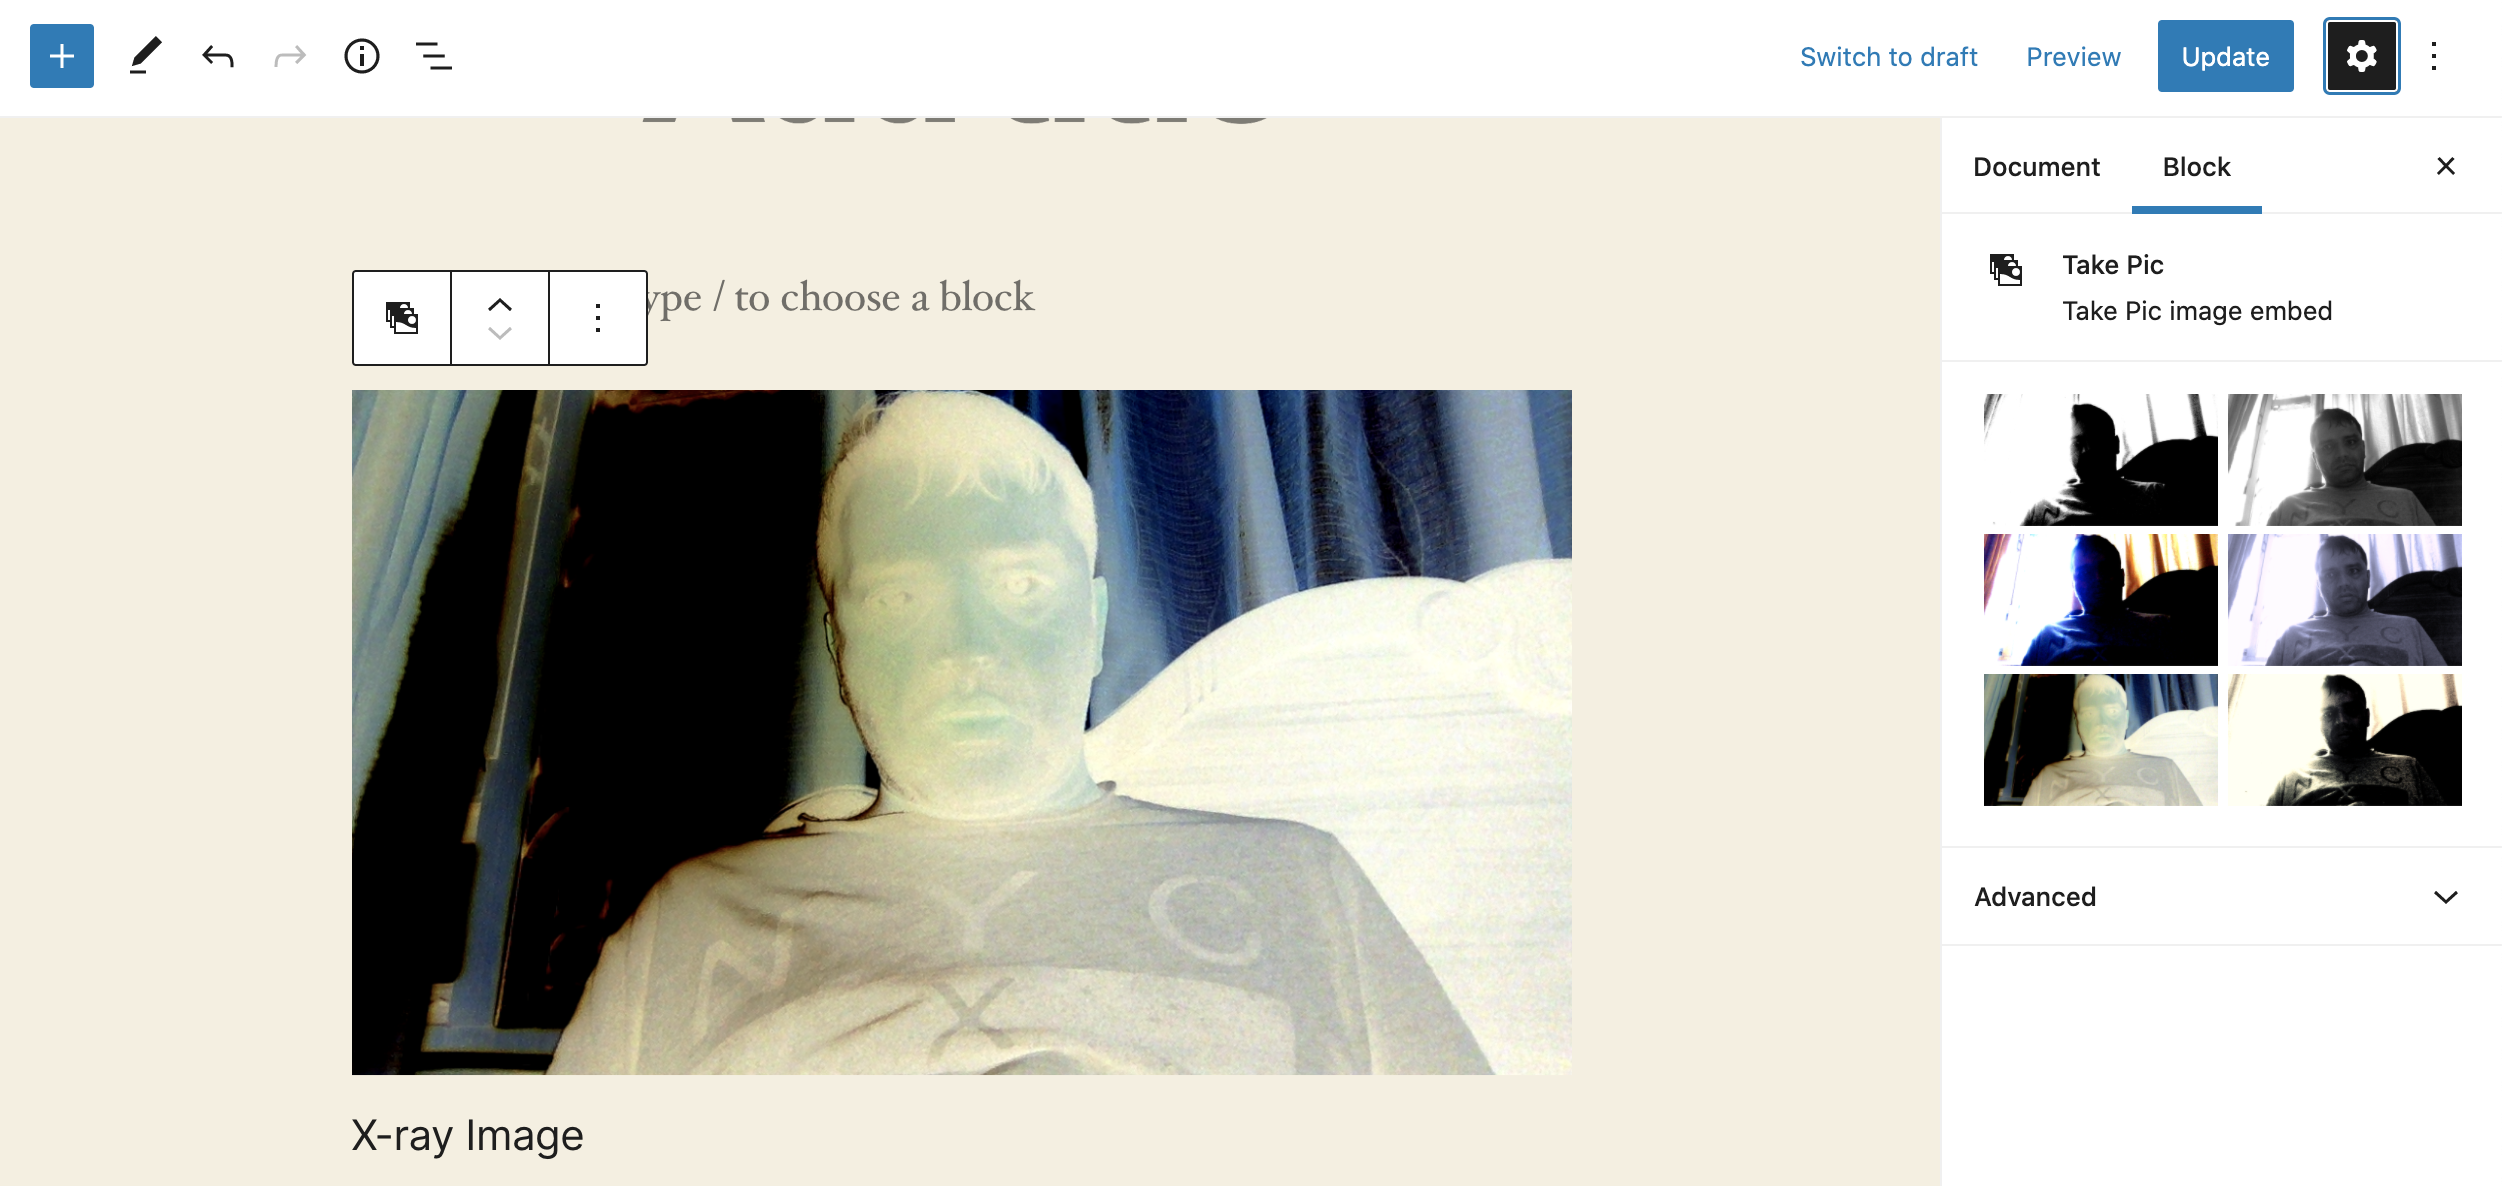 Switch to draft
Preview
Update
Document
Block
Take Pic
Take Pic image embed
ype / to choose a block
N Y C
X
Advanced
X-ray Image